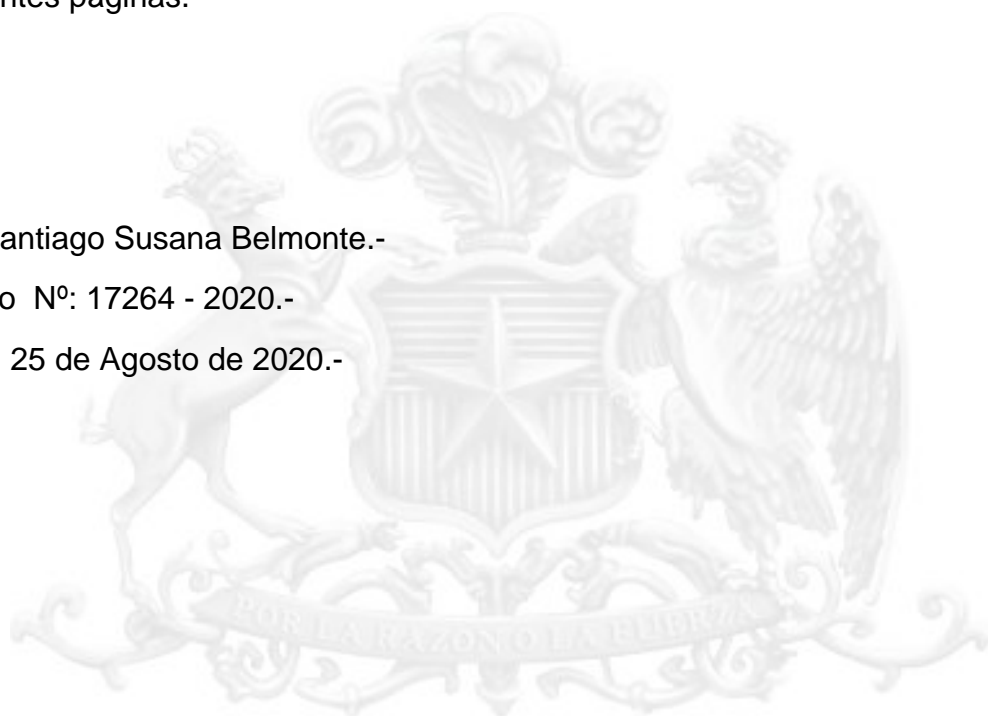 ntes páginas.
antiago Susana Belmonte.-
o Nº: 17264 - 2020.-
25 de Agosto de 2020.-
POR LA RAZON O LA FUERZA